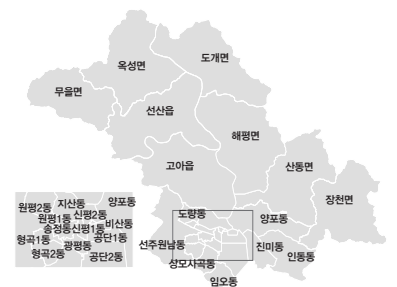 도개면
옥성면
무을면
선산읍
해평면
고아읍
산동면
장천면
도량동
양포동
선주원남동
진미동
인동동
상모사곡동
임오동
양포동
지산동
원평2동
신평2동
원평1동
비산동
송정동 신평1동
공단1동
형곡1동
광평동
형곡2동
공단2동